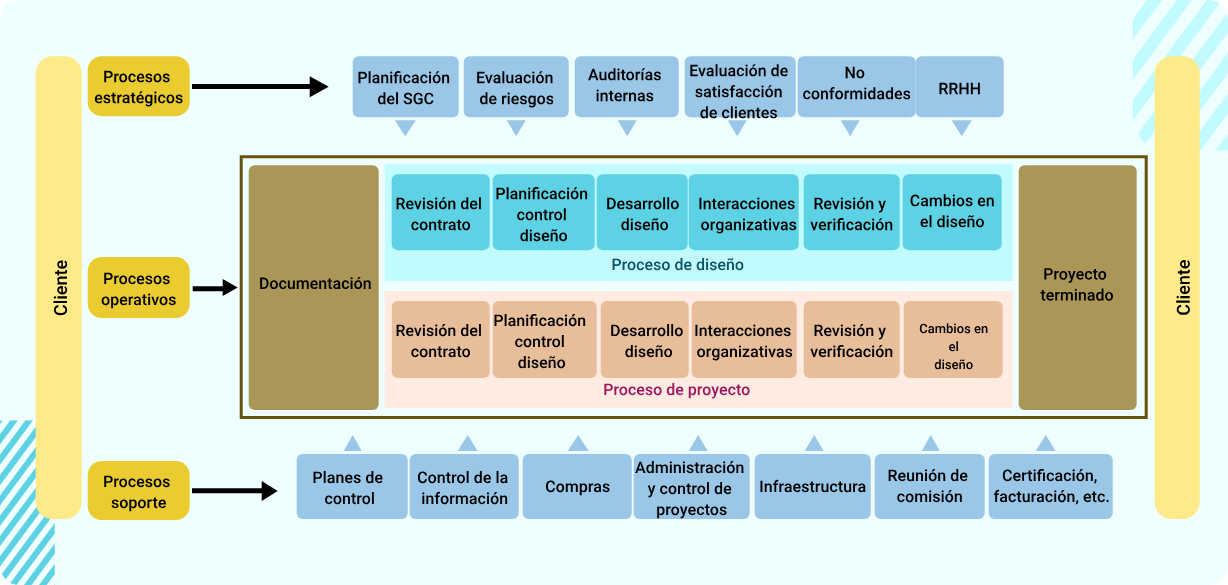 Cliente
Procesos
estratégicos
Planificación
del SGC
Evaluación
de riesgos
Auditorías
internas
Evaluación de
satisfacción
de clientes
No
conformidades
RRHH
Procesos
operativos
Documentación
Revisión del
contrato
Planificación
control
diseño
Desarrollo
diseño
Interacciones
organizativas
Revisión y
verificación
Cambios en
el diseño
Proceso de diseño
Revisión del
contrato
Planificación
control
diseño
Desarrollo
diseño
Interacciones
organizativas
Revisión y
verificación
Cambios en
el
diseño
Proceso de proyecto
Proyecto
terminado
Procesos
soporte
Planes de
control
Control de la
información
Compras
Administración
y control de
proyectos
Infraestructura
Reunión de
comisión
Certificación,
facturación, etc.
Cliente